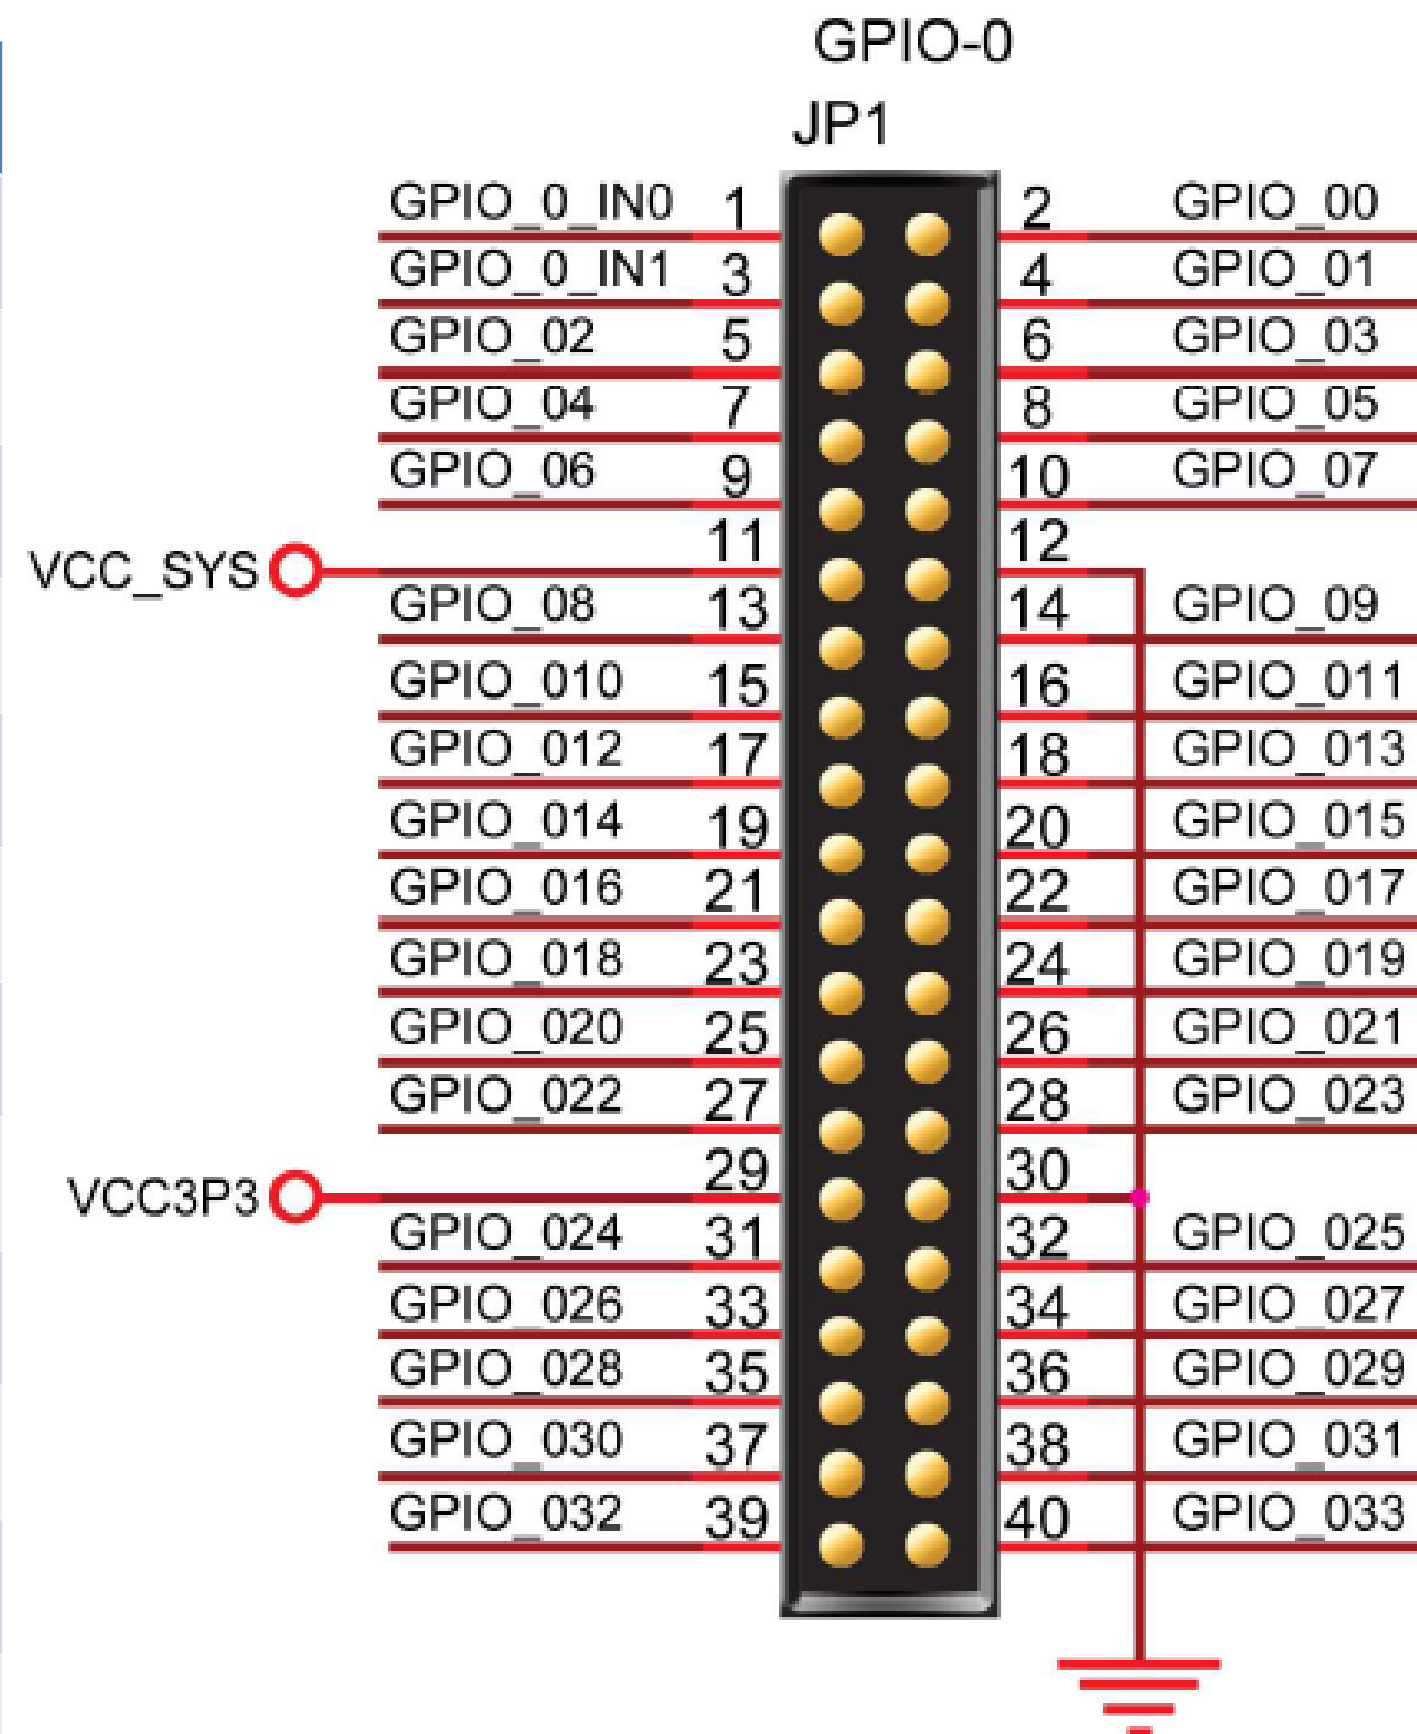 GPIO-0
JP1
GPIO_0_IN0 1 2 GPIO_00
GPIO_0_IN1 3 4 GPIO_01
GPIO_02 5 6 GPIO_03
GPIO_04 7 8 GPIO_05
GPIO_06 9 10 GPIO_07
VCC_SYS 11 12
GPIO_08 13 14 GPIO_09
GPIO_010 15 16 GPIO_011
GPIO_012 17 18 GPIO_013
GPIO_014 19 20 GPIO_015
GPIO_016 21 22 GPIO_017
GPIO_018 23 24 GPIO_019
GPIO_020 25 26 GPIO_021
GPIO_022 27 28 GPIO_023
VCC3P3 29 30
GPIO_024 31 32 GPIO_025
GPIO_026 33 34 GPIO_027
GPIO_028 35 36 GPIO_029
GPIO_030 37 38 GPIO_031
GPIO_032 39 40 GPIO_033